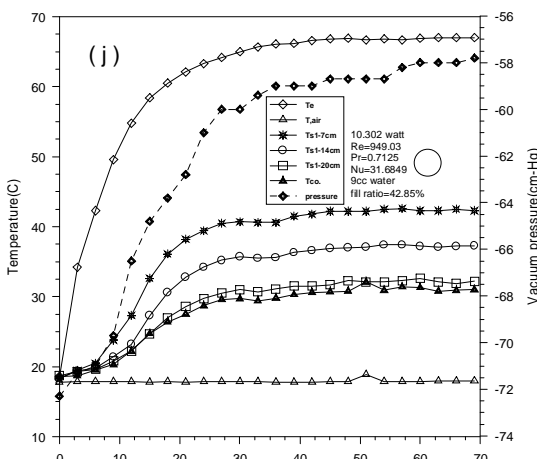 (j)
70
60
50
40
30
20
10
Temperature(C)
-56
-58
-60
-62
-64
-66
-68
-70
-72
-74
Vacuum pressure(cm-Hg)
Te
T,air
Ts1-7cm
Ts1-14cm
Ts1-20cm
Tco.
pressure
10.302 watt
Re=949.03
Pr=0.7125
Nu=31.6849
9cc water
fill ratio=42.85%
0 10 20 30 40 50 60 70